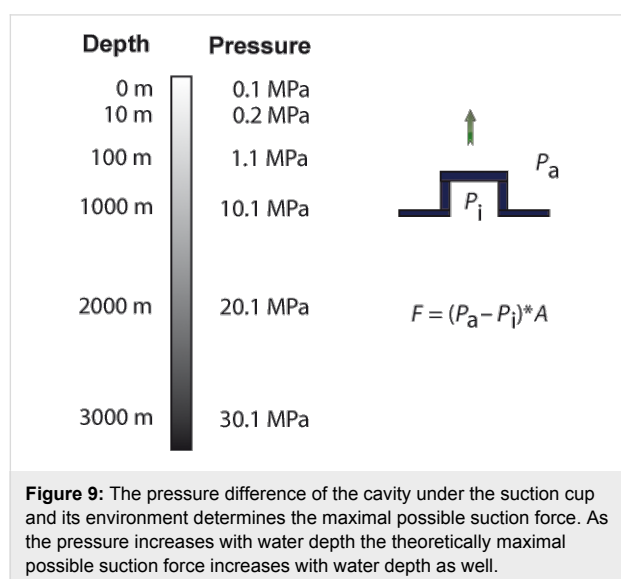 Depth Pressure
0 m 0.1 MPa
10 m 0.2 MPa
100 m 1.1 MPa
1000 m 10.1 MPa
2000 m 20.1 MPa
3000 m 30.1 MPa
Pa
Pi
F = (Pa – Pi)*A
Figure 9: The pressure difference of the cavity under the suction cup
and its environment determines the maximal possible suction force. As
the pressure increases with water depth the theoretically maximal
possible suction force increases with water depth as well.